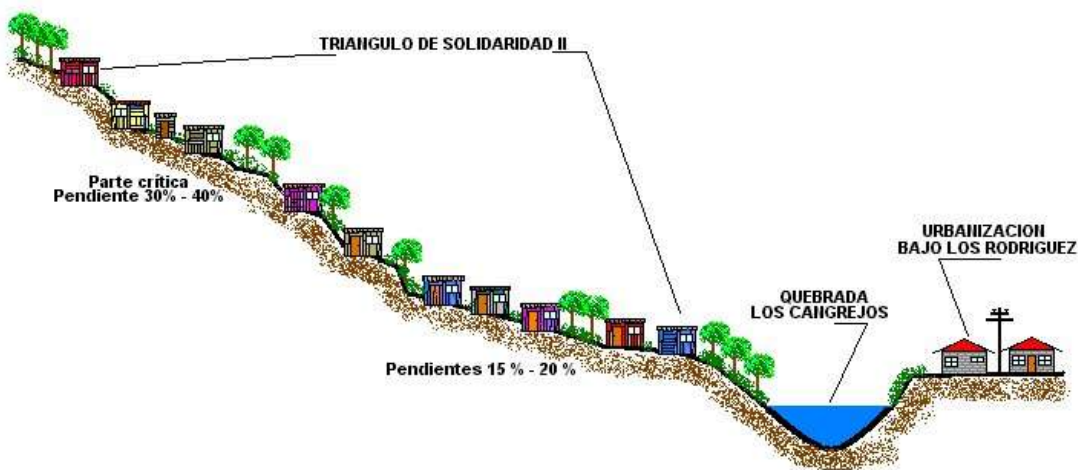 TRIANGULO DE SOLIDARIDAD II
Parte crítica
Pendiente 30% - 40%
URBANIZACION
BAJO LOS RODRIGUEZ
QUEBRADA
LOS CANGREJOS
Pendientes 15 % - 20 %